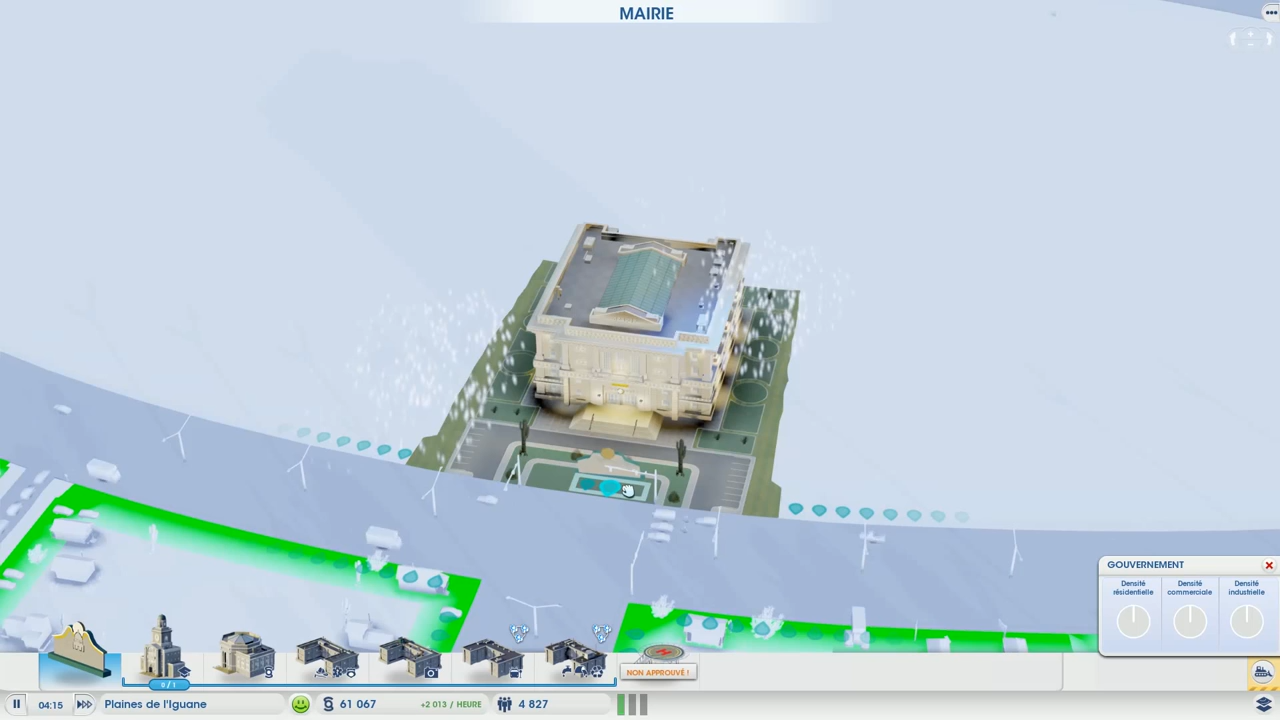 MAIRIE
GOUVERNEMENT
Densité
résidentielle
Densité
commerciale
Densité
industrielle
0 / 1
NON APPROUVÉ !
04:15
Plaines de l'Iguane
61 067
+2 013 / HEURE
4 827